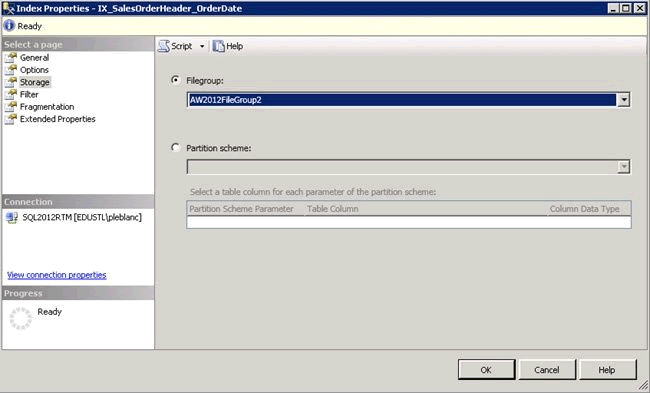 Index Properties - IX_SalesOrderHeader_OrderDate
Ready
Select a page
General
Options
Storage
Filter
Fragmentation
Extended Properties
Script
Help
Filegroup:
AW2012FileGroup2
Partition scheme:
Select a table column for each parameter of the partition scheme:
Partition Scheme Parameter Table Column Column Data Type
Connection
SQL2012RTM [EDUSTL\pleblanc]
View connection properties
Progress
Ready
OK Cancel Help